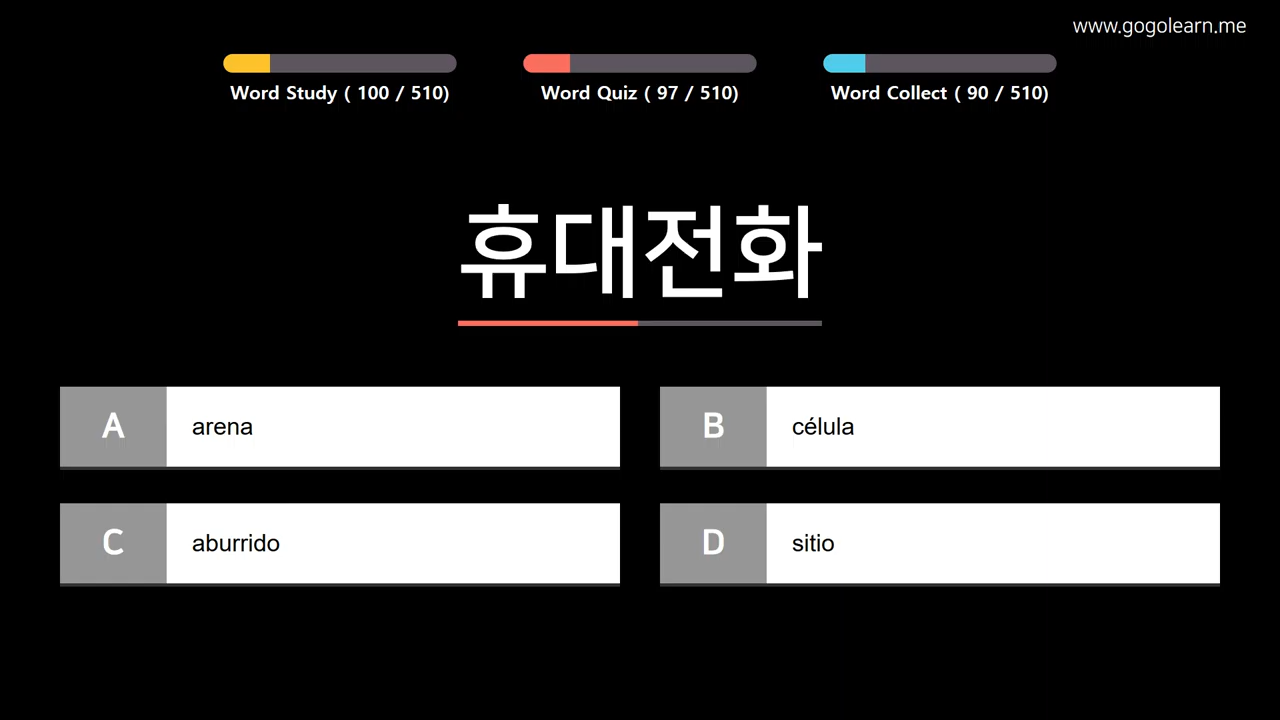 www.gogolearn.me
Word Study ( 100 / 510)
Word Quiz ( 97 / 510)
Word Collect ( 90 / 510)
휴대전화
A arena
B célula
C aburrido
D sitio